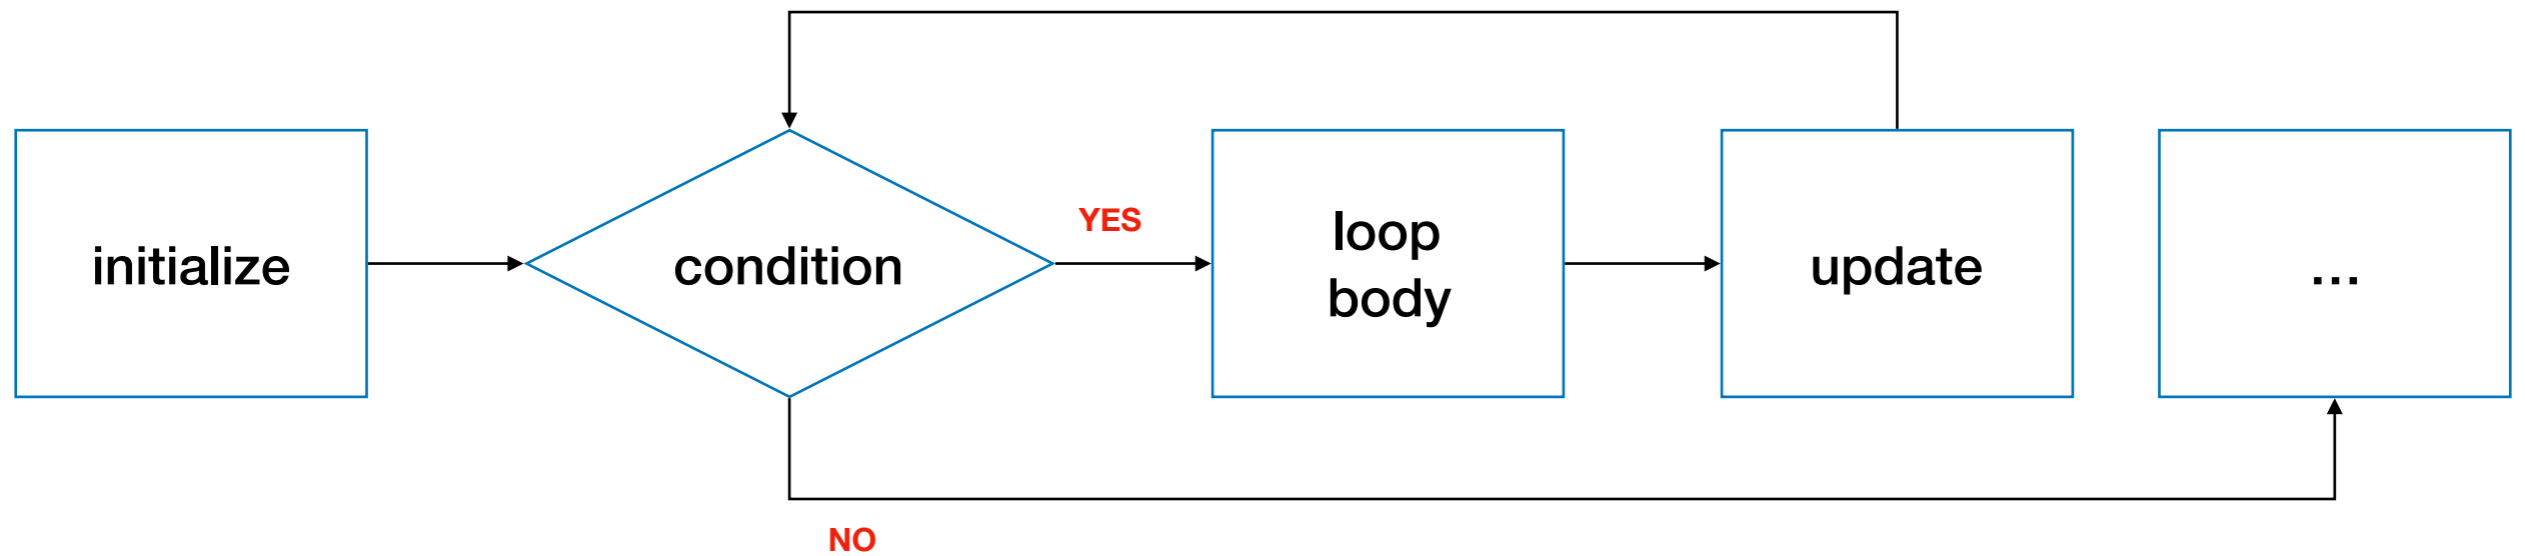 initialize
condition
YES
loop
body
update
...
NO